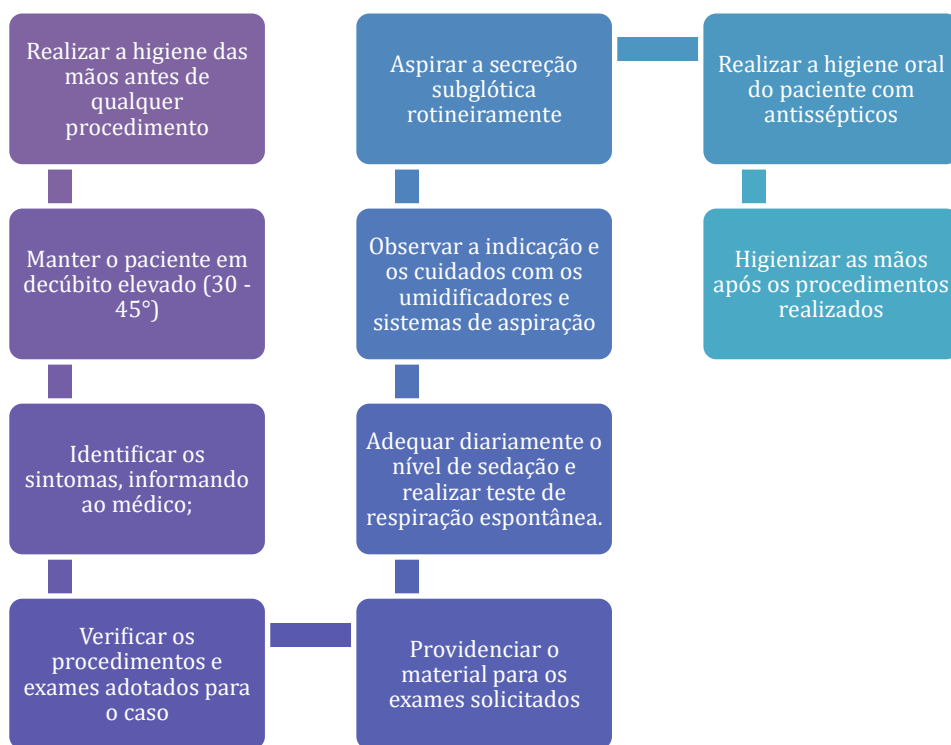 Realizar a higiene das
mãos antes de
qualquer
procedimento
Manter o paciente em
decúbito elevado (30 -
45°)
Identificar os
sintomas, informando
ao médico;
Verificar os
procedimentos e
exames adotados para
o caso
Providenciar o
material para os
exames solicitados
Adequar diariamente o
nível de sedação e
realizar teste de
respiração espontânea.
Observar a indicação e
os cuidados com os
umidificadores e
sistemas de aspiração
Aspirar a secreção
subglótica
rotineiramente
Realizar a higiene oral
do paciente com
antissépticos
Higienizar as mãos
após os procedimentos
realizados